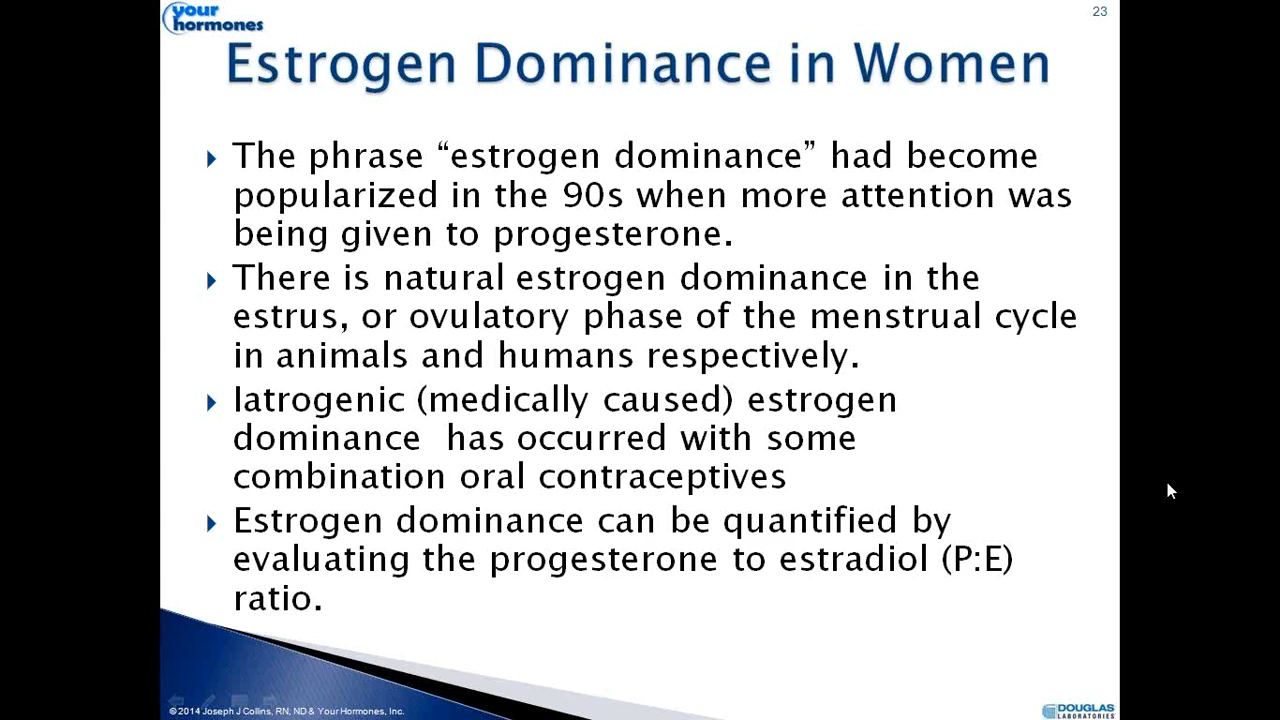 your
hormones
23
Estrogen Dominance in Women
The phrase “estrogen dominance” had become
popularized in the 90s when more attention was
being given to progesterone.
There is natural estrogen dominance in the
estrus, or ovulatory phase of the menstrual cycle
in animals and humans respectively.
Iatrogenic (medically caused) estrogen
dominance  has occurred with some
combination oral contraceptives
Estrogen dominance can be quantified by
evaluating the progesterone to estradiol (P:E)
ratio.
©2014 Joseph J Collins, RN, ND & Your Hormones, Inc.
DOUGLAS
LABORATORIES